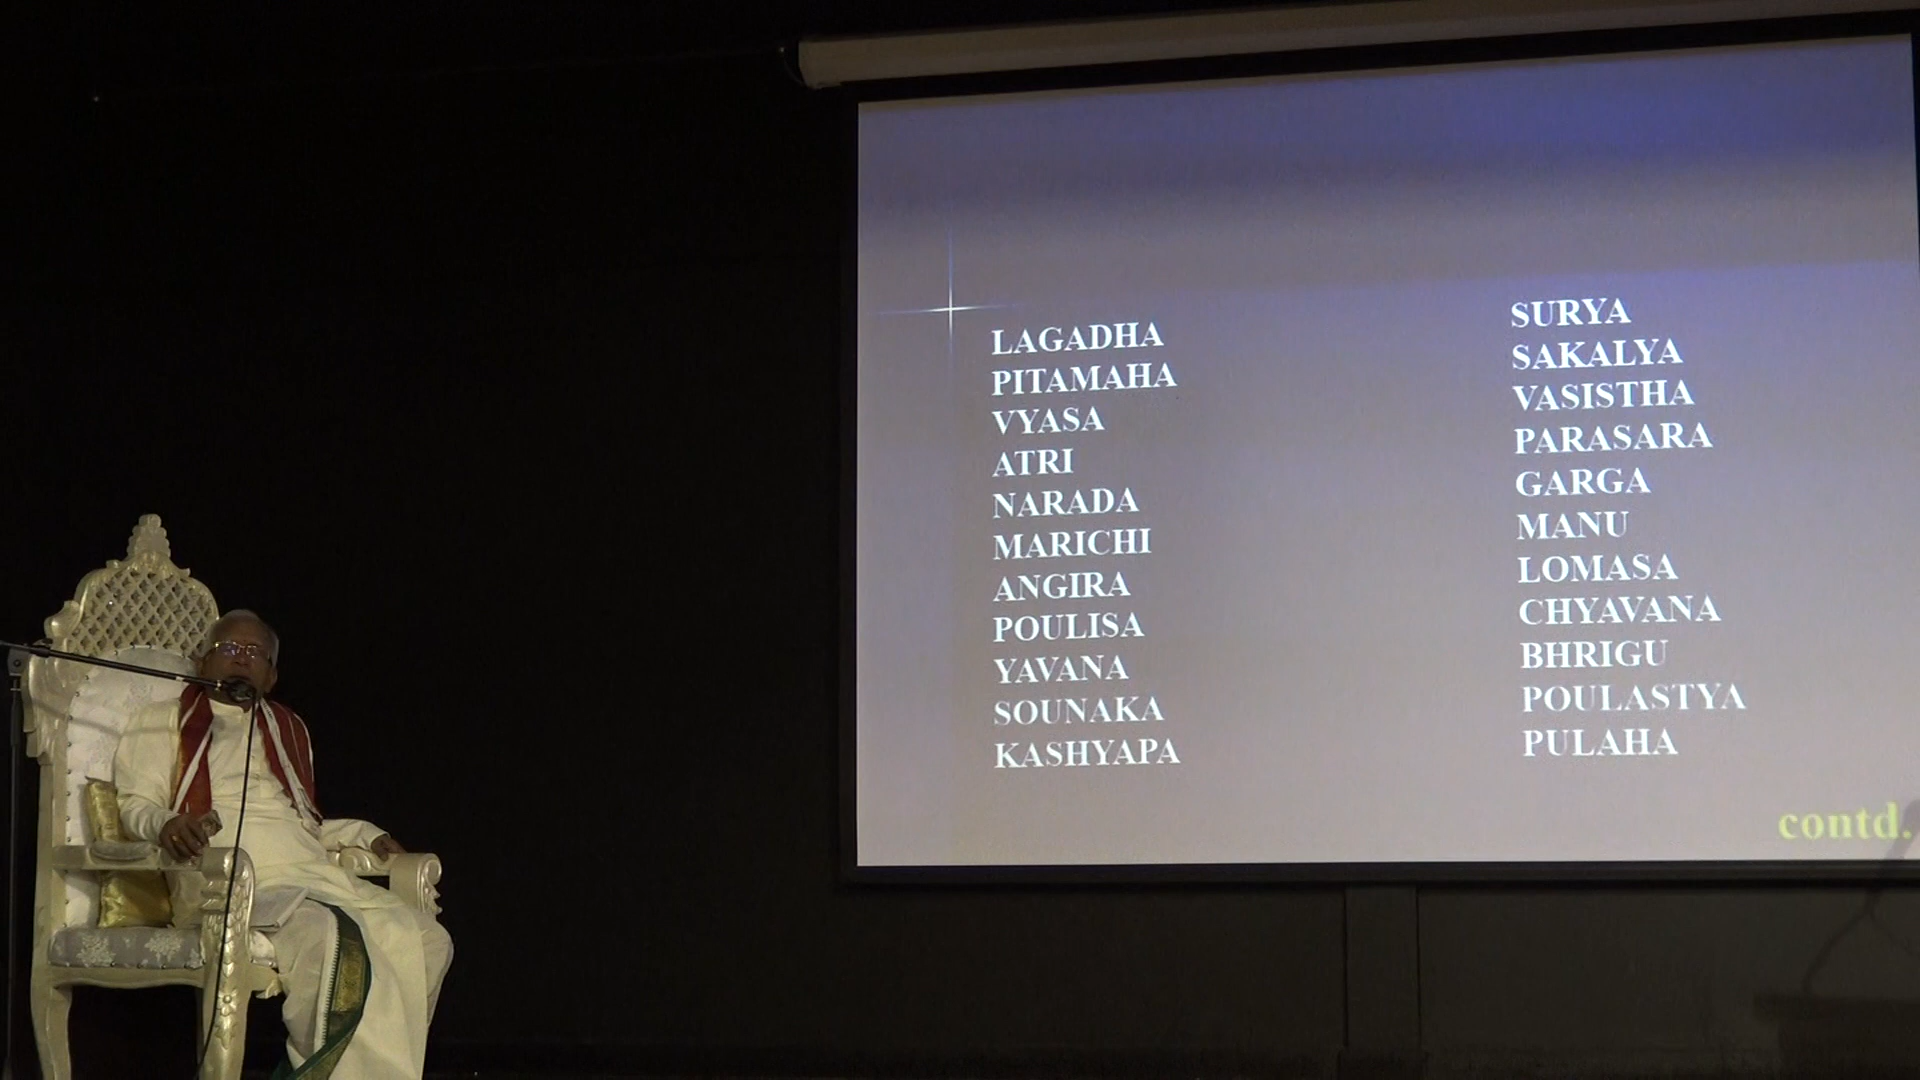 LAGADHA
PITAMAHA
VYASA
ATRI
NARADA
MARICHI
ANGIRA
POULISA
YAVANA
SOUNAKA
KASHYAPA
SURYA
SAKALYA
VASISTHA
PARASARA
GARGA
MANU
LOMASA
CHYAVANA
BHRIGU
POULASTYA
PULAHA
contd.